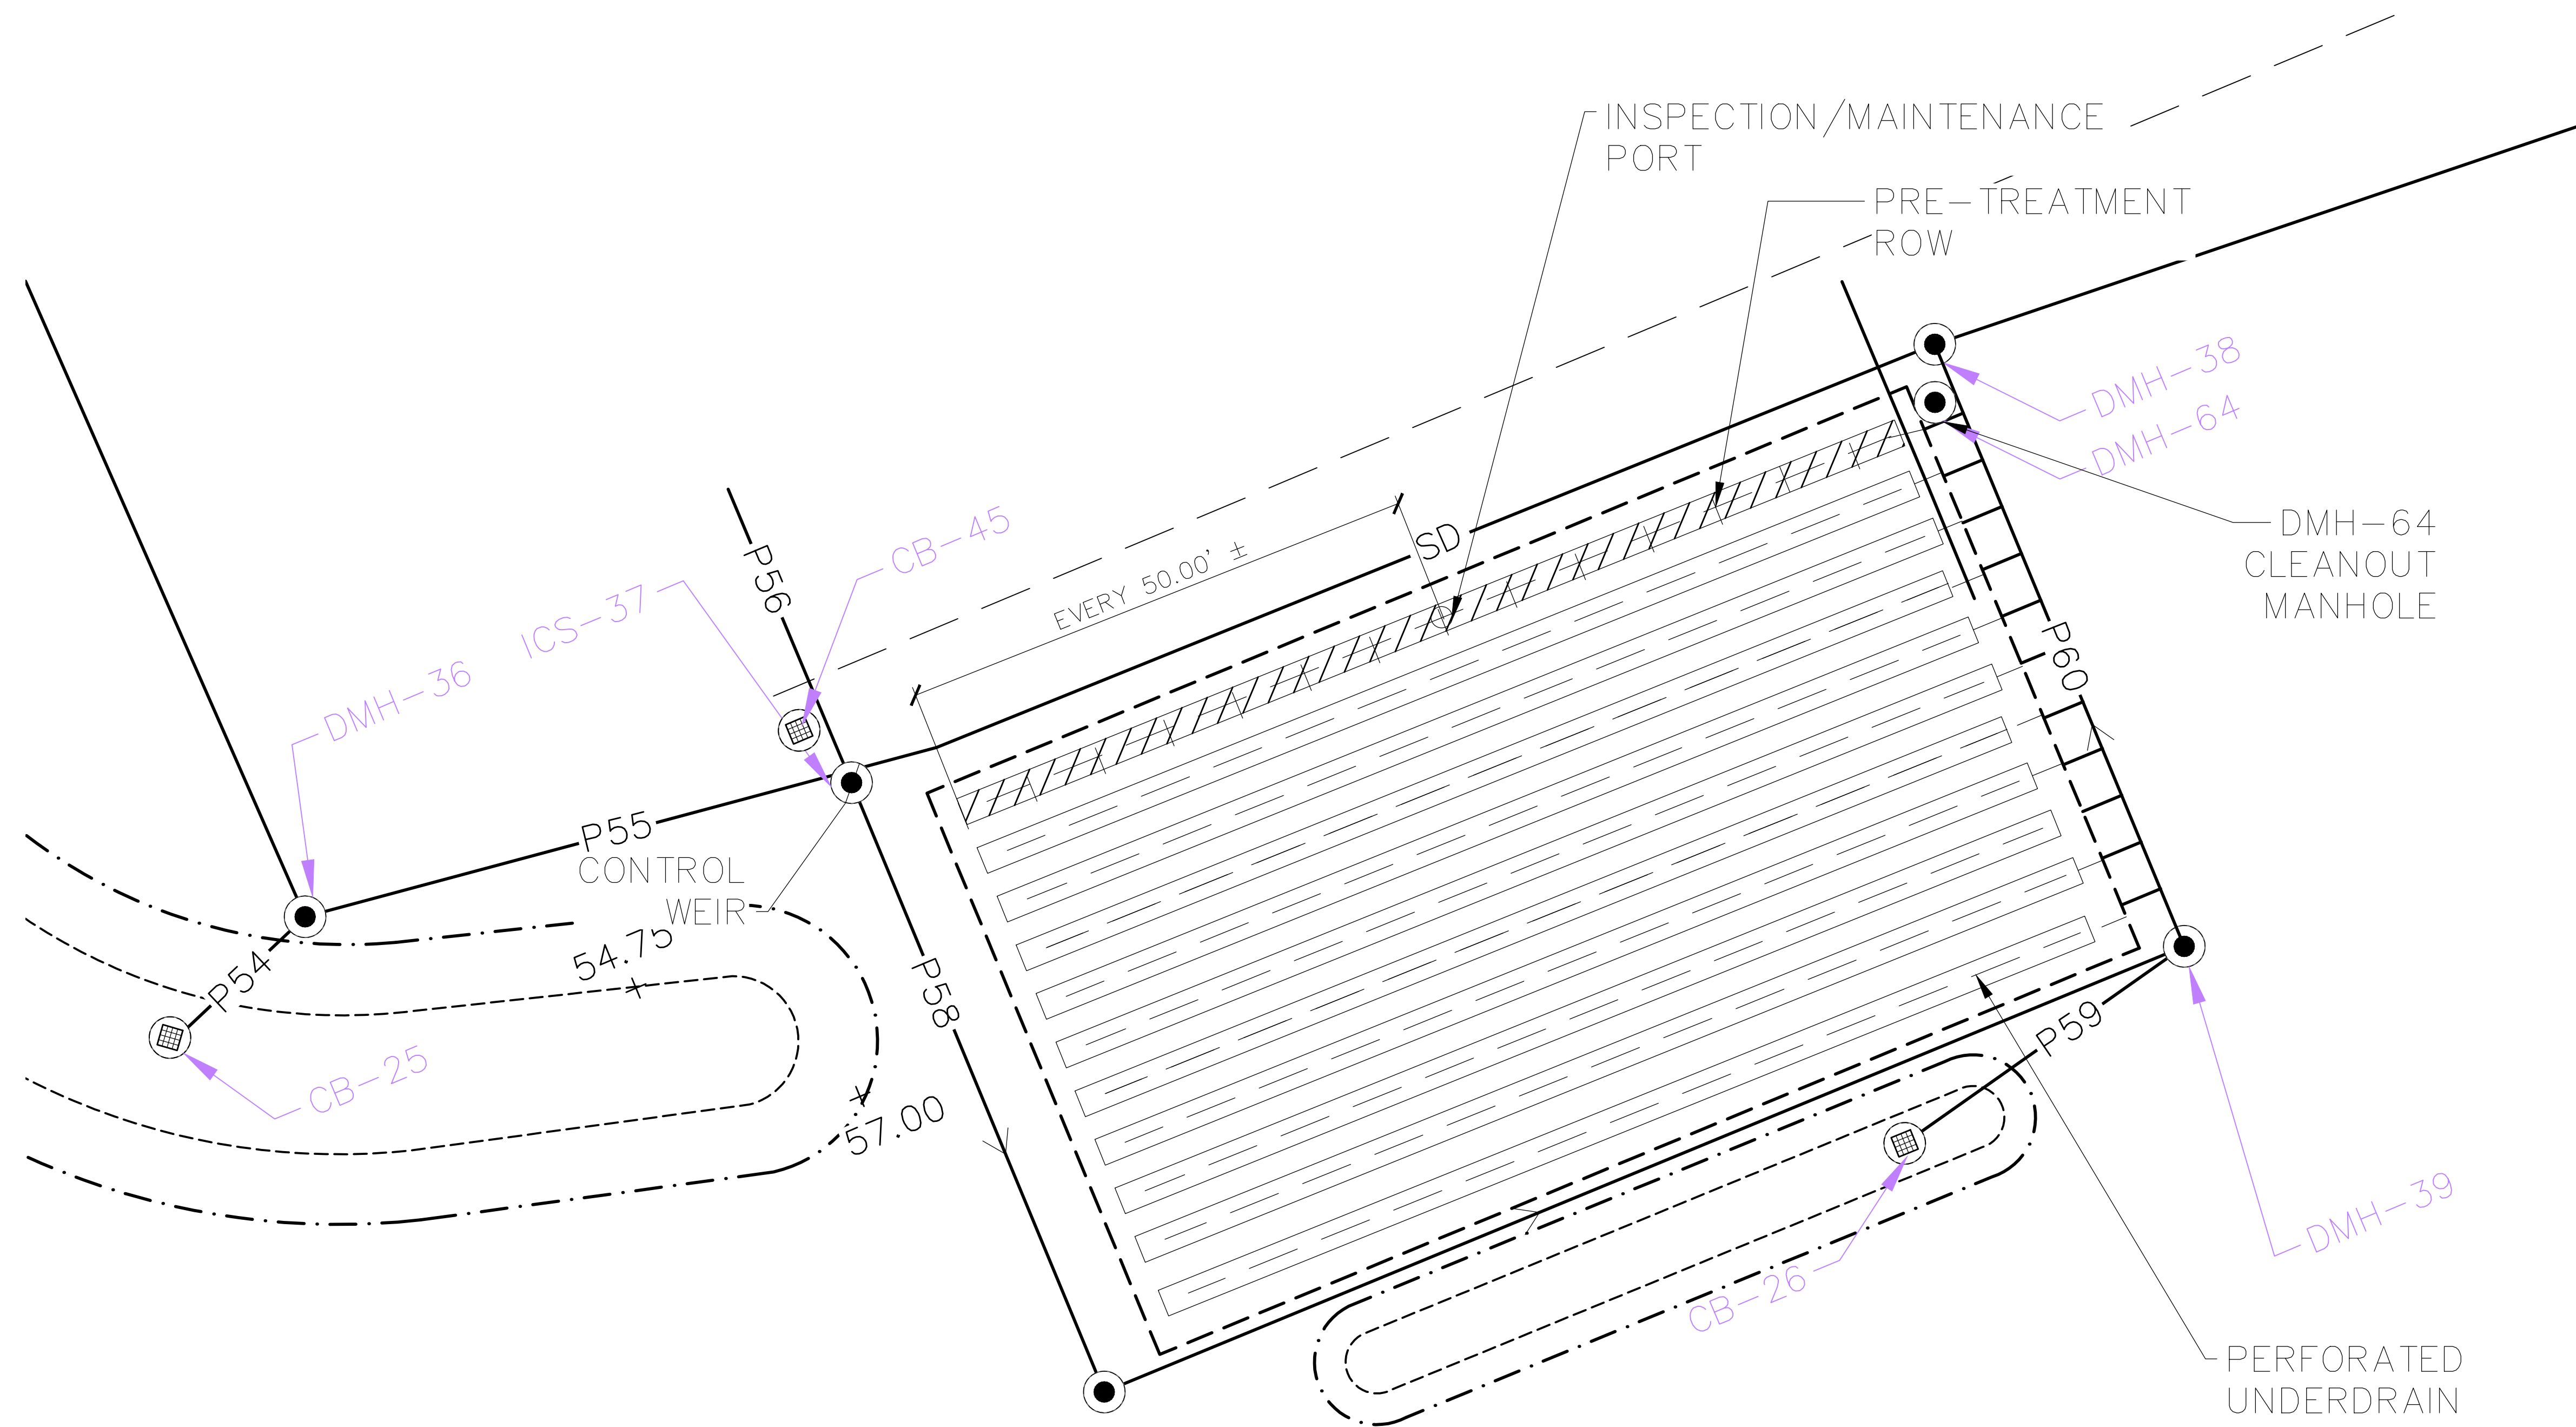 INSPECTION/MAINTENANCE
PORT
PRE-TREATMENT
ROW
DMH-38
DMH-64
DMH-64
CLEANOUT
MANHOLE
CB-45
SD
EVERY 50.00' ±
P56
ICS-37
DMH-36
P60
P55
CONTROL
WEIR
54.75
P54
P58
CB-25
57.00
P59
DMH-39
CB-26
PERFORATED
UNDERDRAIN